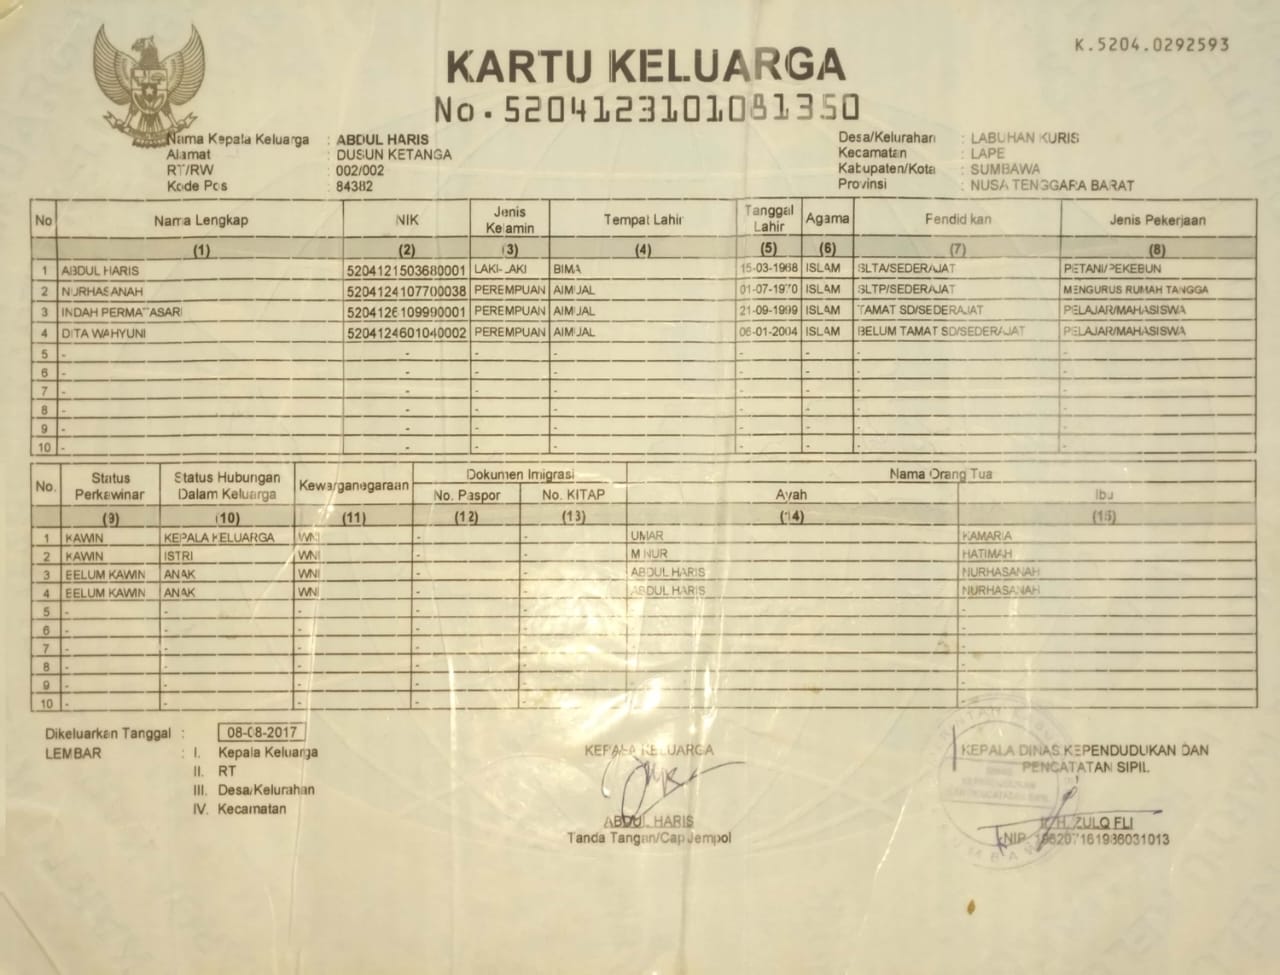 K.5204.0292593
KARTU KELUARGA
No. 5204123101081350
Nama Kepala Keluarga : ABDUL HARIS
Alamat : DUSUN KETANGA
RT/RW : 002/002
Kode Pos : 84382
Desa/Kelurahan : LABUHAN KURIS
Kecamatan : LAPE
Kabupaten/Kota : SUMBAWA
Provinsi : NUSA TENGGARA BARAT
No Nama Lengkap NIK Jenis Kelamin Tempat Lahir Tanggal Lahir Agama Pendidikan Jenis Pekerjaan
(1) (2) (3) (4) (5) (6) (7) (8)
1 ABDUL HARIS 5204121503680001 LAKI-LAKI BIMA 15-03-1968 ISLAM SLTA/SEDERAJAT PETANI/PEKEBUN
2 NURHASANAH 5204124107700038 PEREMPUAN AIMUAL 01-07-1970 ISLAM SLTP/SEDERAJAT MENGURUS RUMAH TANGGA
3 INDAH PERMATASARI 5204126109990001 PEREMPUAN AIMUAL 21-09-1999 ISLAM TAMAT SD/SEDERAJAT PELAJAR/MAHASISWA
4 DITA WAHYUNI 5204124601040002 PEREMPUAN AIMUAL 06-01-2004 ISLAM BELUM TAMAT SD/SEDERAJAT PELAJAR/MAHASISWA
5 - - - - - - - -
6 - - - - - - - -
7 - - - - - - - -
8 - - - - - - - -
9 - - - - - - - -
10 - - - - - - - -
No. Status Perkawinan Status Hubungan Dalam Keluarga Kewarganegaraan Dokumen Imigrasi Nama Orang Tua
No. Paspor No. KITAP Ayah Ibu
(9) (10) (11) (12) (13) (14) (15)
1 KAWIN KEPALA KELUARGA WNI - - UMAR KAMARIA
2 KAWIN ISTRI WNI - - M NUR HATIMAH
3 BELUM KAWIN ANAK WNI - - ABDUL HARIS NURHASANAH
4 BELUM KAWIN ANAK WNI - - ABDUL HARIS NURHASANAH
5 - - - - - - -
6 - - - - - - -
7 - - - - - - -
8 - - - - - - -
9 - - - - - - -
10 - - - - - - -
Dikeluarkan Tanggal : 08-08-2017
LEMBAR : I. Kepala Keluarga
II. RT
III. Desa/Kelurahan
IV. Kecamatan
KEPALA KELUARGA
ABDUL HARIS
Tanda Tangan/Cap Jempol
KEPALA DINAS KEPENDUDUKAN DAN
PENCATATAN SIPIL
H. ZULQ FLI
NIP. 196207161986031013